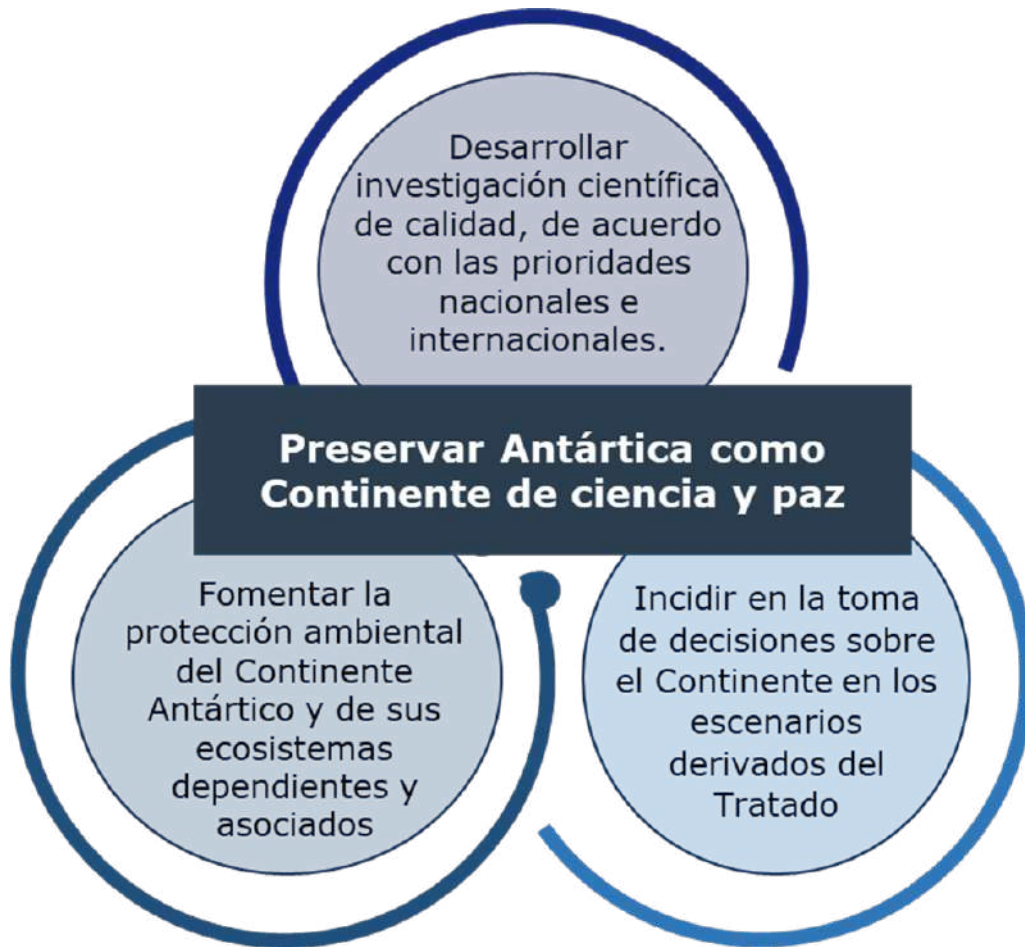 Desarrollar
investigación científica
de calidad, de acuerdo
con las prioridades
nacionales e
internacionales.
Preservar Antártica como
Continente de ciencia y paz
Fomentar la
protección ambiental
del Continente
Antártico y de sus
ecosistemas
dependientes y
asociados
Incidir en la toma
de decisiones sobre
el Continente en los
escenarios
derivados del
Tratado